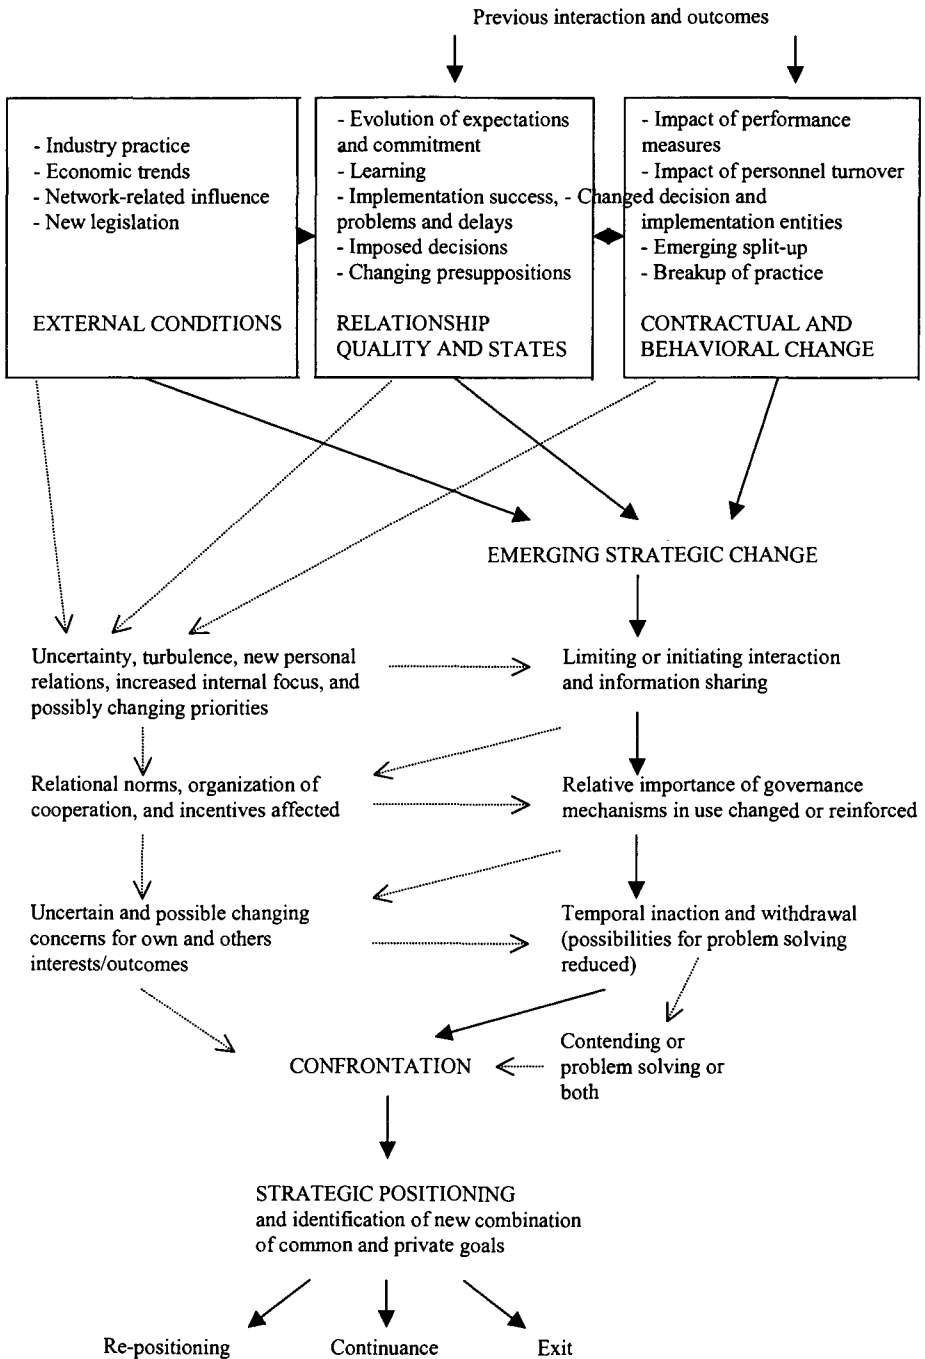 Previous interaction and outcomes
- Industry practice
- Economic trends
- Network-related influence
- New legislation
EXTERNAL CONDITIONS
- Evolution of expectations
and commitment
- Learning
- Implementation success,
problems and delays
- Imposed decisions
- Changing presuppositions
RELATIONSHIP
QUALITY AND STATES
- Impact of performance
measures
- Impact of personnel turnover
- Changed decision and
implementation entities
- Emerging split-up
- Breakup of practice
CONTRACTUAL AND
BEHAVIORAL CHANGE
EMERGING STRATEGIC CHANGE
Uncertainty, turbulence, new personal
relations, increased internal focus, and
possibly changing priorities
Limiting or initiating interaction
and information sharing
Relational norms, organization of
cooperation, and incentives affected
Relative importance of governance
mechanisms in use changed or reinforced
Uncertain and possible changing
concerns for own and others
interests/outcomes
Temporal inaction and withdrawal
(possibilities for problem solving
reduced)
Contending or
problem solving or
both
CONFRONTATION
STRATEGIC POSITIONING
and identification of new combination
of common and private goals
Re-positioning
Continuance
Exit